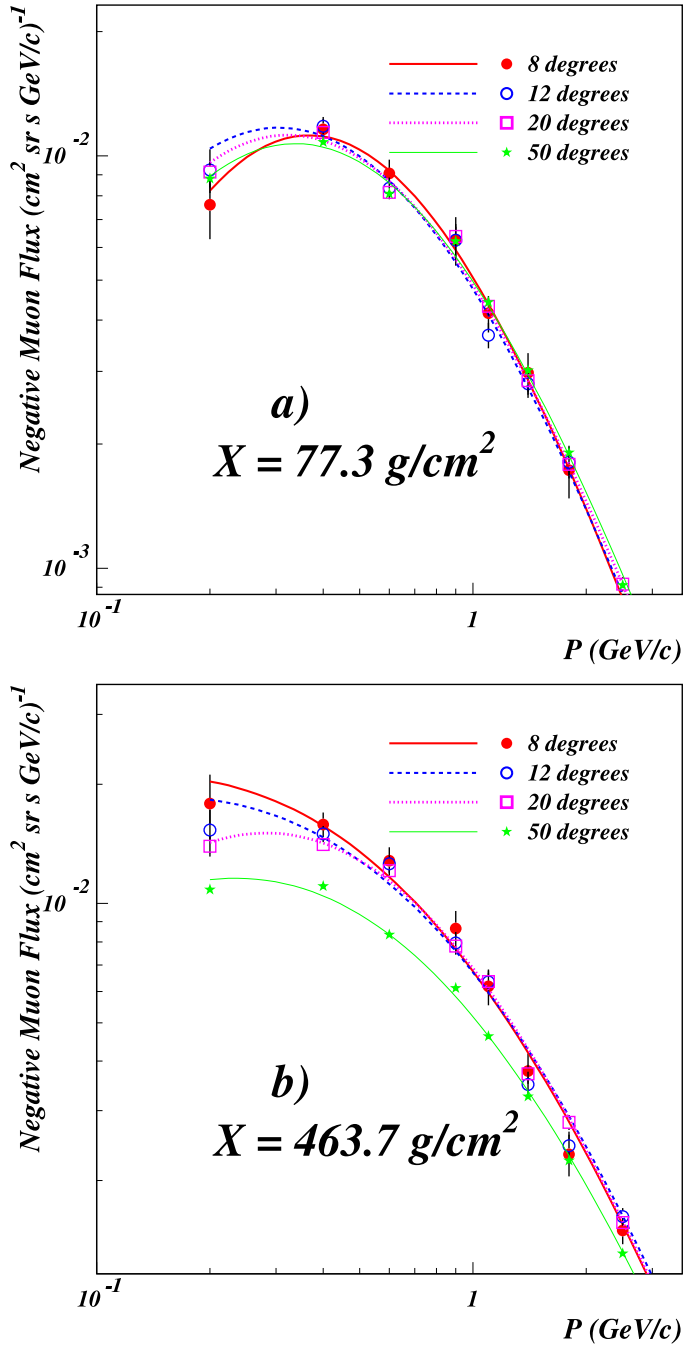 Negative Muon Flux (cm² sr s GeV/c)⁻¹
8 degrees
12 degrees
20 degrees
50 degrees
10⁻²
a)
X = 77.3 g/cm²
10⁻³
10⁻¹
1
P (GeV/c)
Negative Muon Flux (cm² sr s GeV/c)⁻¹
8 degrees
12 degrees
20 degrees
50 degrees
10⁻²
b)
X = 463.7 g/cm²
10⁻¹
1
P (GeV/c)